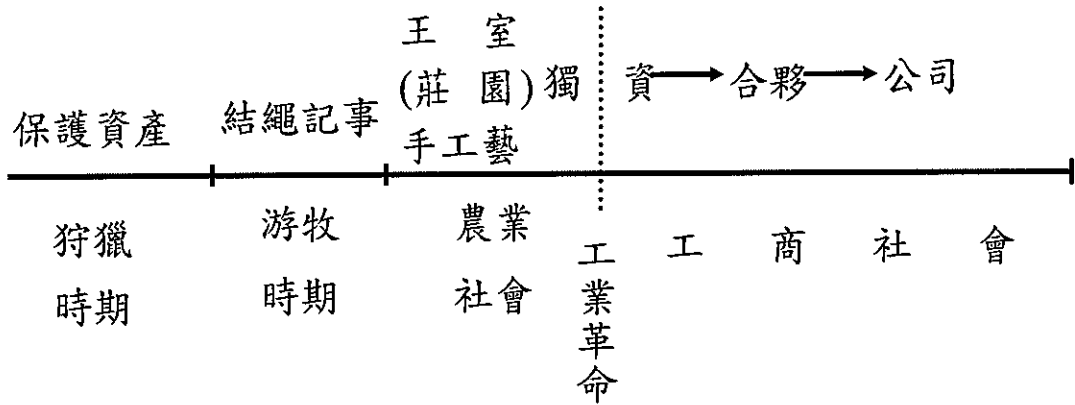 王 室
(莊 園)獨 資 → 合夥 → 公司
保護資產 結繩記事 手工藝
狩獵 游牧 農業 工 商 社 會
時期 時期 社會
工業革命